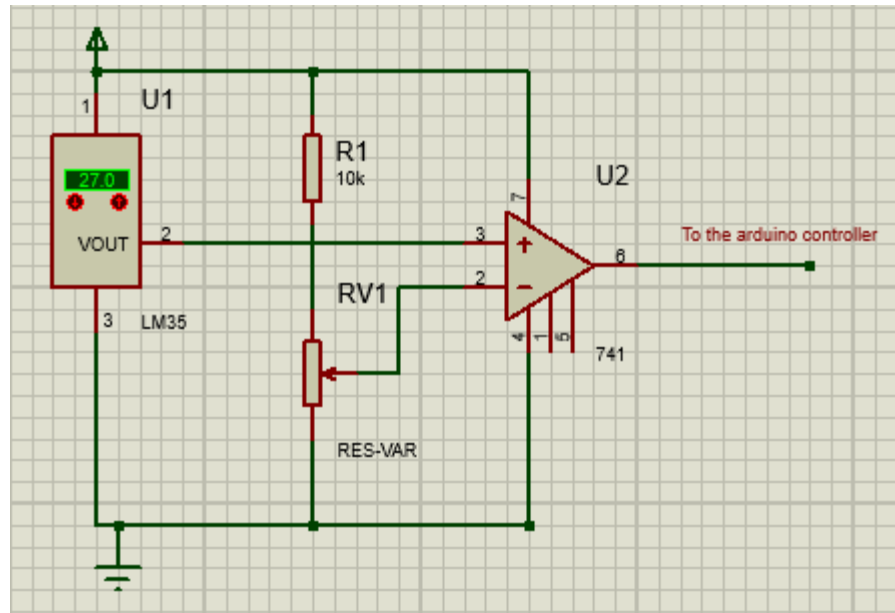 U1
1
27.0
VOUT
2
3
LM35
R1
10k
RV1
RES-VAR
U2
7
3
+
2
−
6
4
1
5
741
To the arduino controller